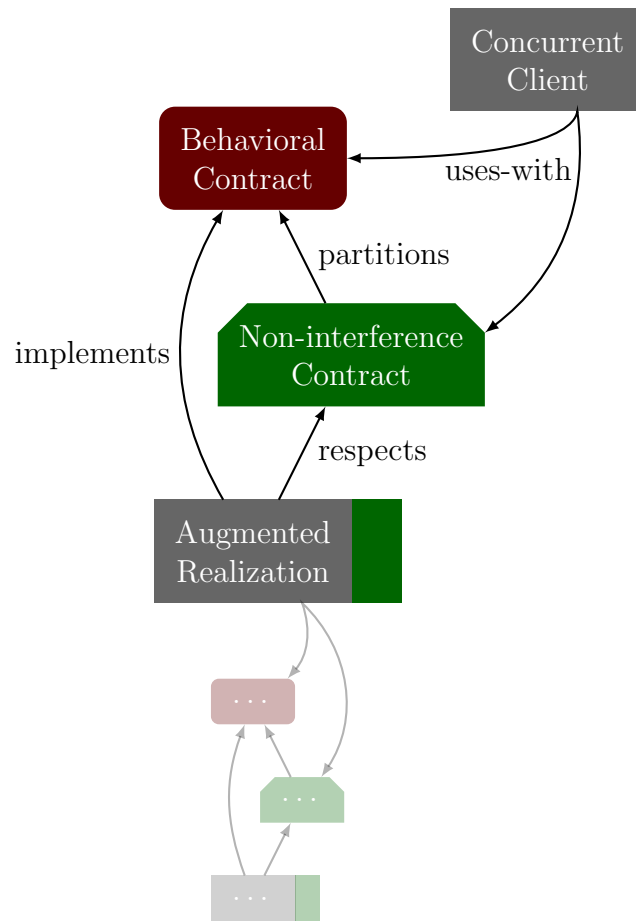 Concurrent
Client
Behavioral
Contract
uses-with
partitions
Non-interference
Contract
implements
respects
Augmented
Realization
...
...
...